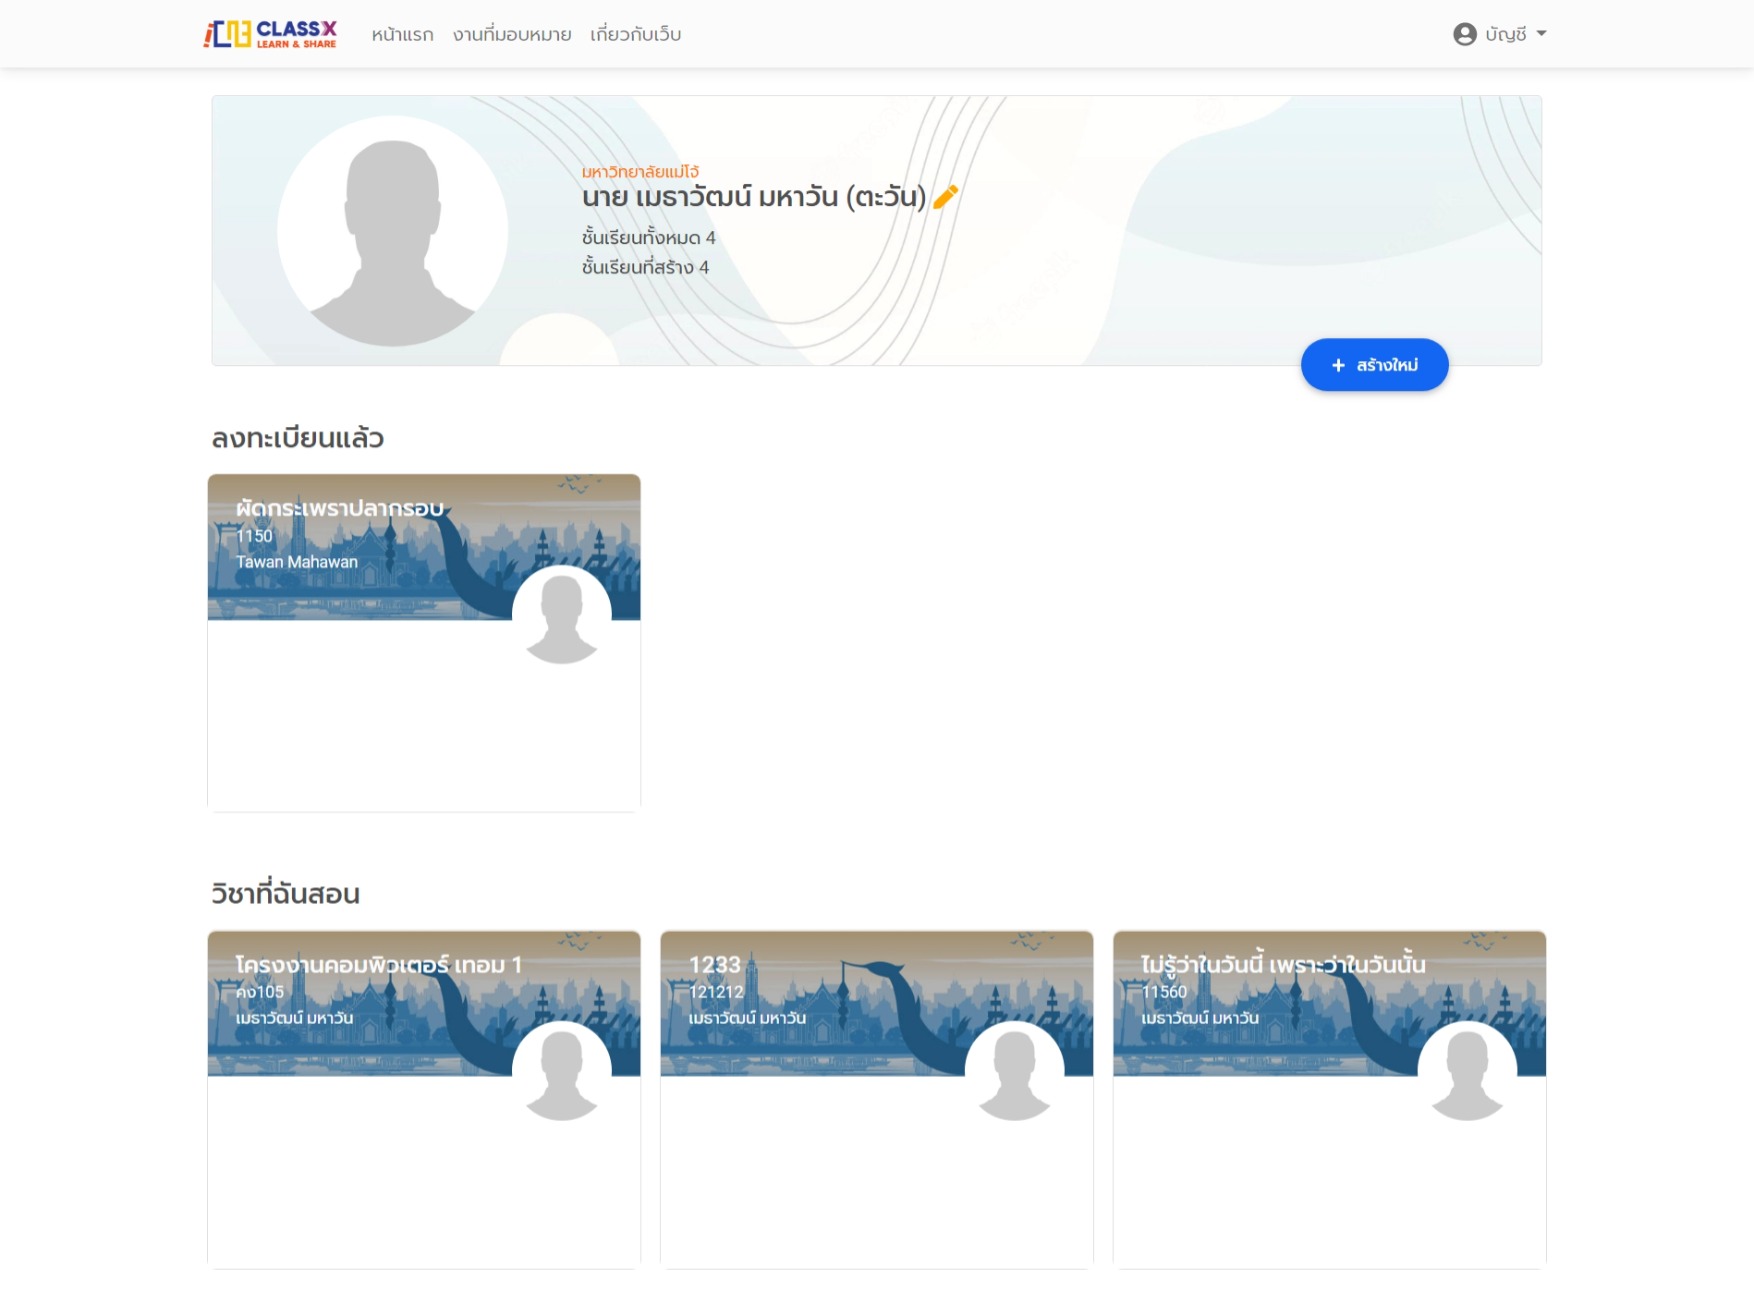 CLASSX
LEARN & SHARE
หน้าแรก
งานที่มอบหมาย
เกี่ยวกับเว็บ
บัญชี
มหาวิทยาลัยแม่โจ้
นาย เมธาวัฒน์ มหาวัน (ตะวัน)
ชั้นเรียนทั้งหมด 4
ชั้นเรียนที่สร้าง 4
+ สร้างใหม่
ลงทะเบียนแล้ว
ผัดกระเพราปลากรอบ
1150
Tawan Mahawan
วิชาที่ฉันสอน
โครงงานคอมพิวเตอร์ เทอม 1
คง105
เมธาวัฒน์ มหาวัน
1233
121212
เมธาวัฒน์ มหาวัน
ไม่รู้ว่าในวันนี้ เพราะว่าในวันนั้น
11560
เมธาวัฒน์ มหาวัน